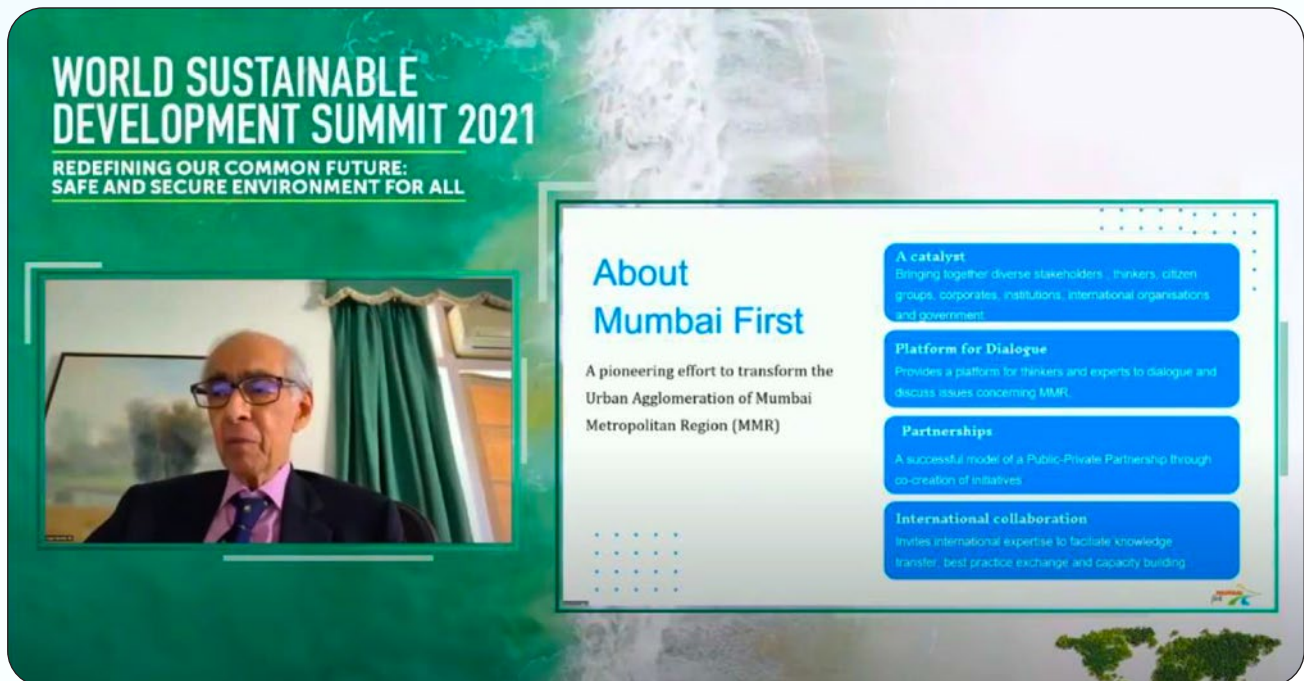 WORLD SUSTAINABLE
DEVELOPMENT SUMMIT 2021
REDEFINING OUR COMMON FUTURE:
SAFE AND SECURE ENVIRONMENT FOR ALL
About
Mumbai First
A pioneering effort to transform the
Urban Agglomeration of Mumbai
Metropolitan Region (MMR)
A catalyst
Bringing together diverse stakeholders , thinkers, citizen
groups, corporates, institutions, international organisations
and government
Platform for Dialogue
Provides a platform for thinkers and experts to dialogue and
discuss issues concerning MMR.
Partnerships
A successful model of a Public-Private Partnership through
co-creation of initiatives
International collaboration
Invites international expertise to faciliate knowledge
transfer, best practice exchange and capacity building